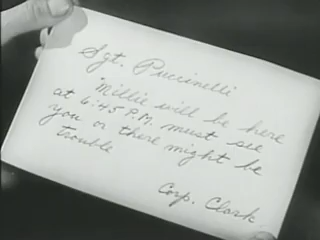 Sgt. Puccinelli
"Millie will be here
at 6:45 P.M. must see
you or there might be
trouble
Corp. Clark